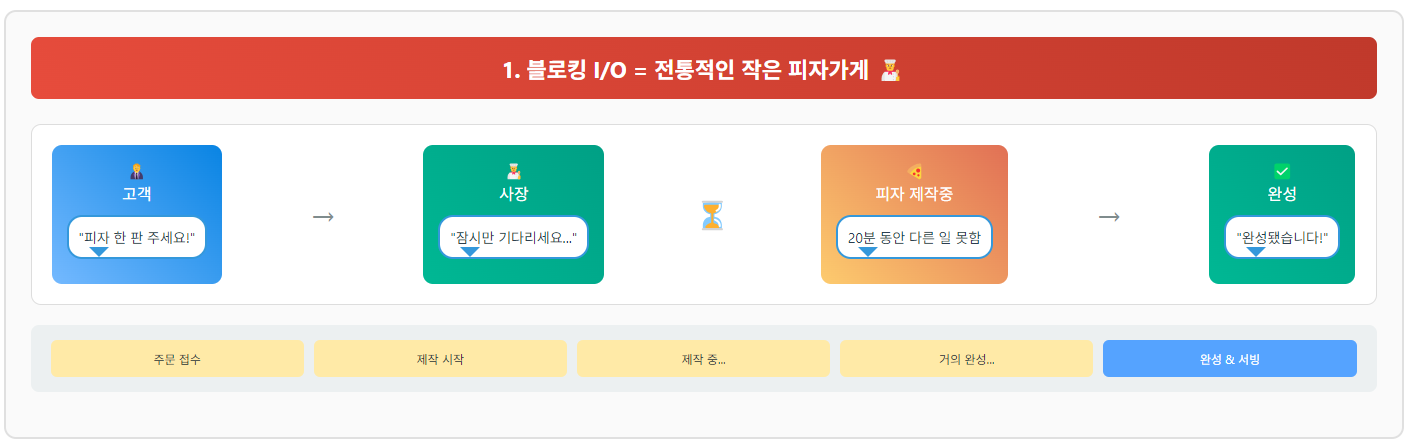 1. 블로킹 I/O = 전통적인 작은 피자가게 👨‍🍳
고객
"피자 한 판 주세요!"
→
사장
"잠시만 기다리세요..."
피자 제작중
20분 동안 다른 일 못함
→
완성
"완성됐습니다!"
주문 접수
제작 시작
제작 중...
거의 완성...
완성 & 서빙